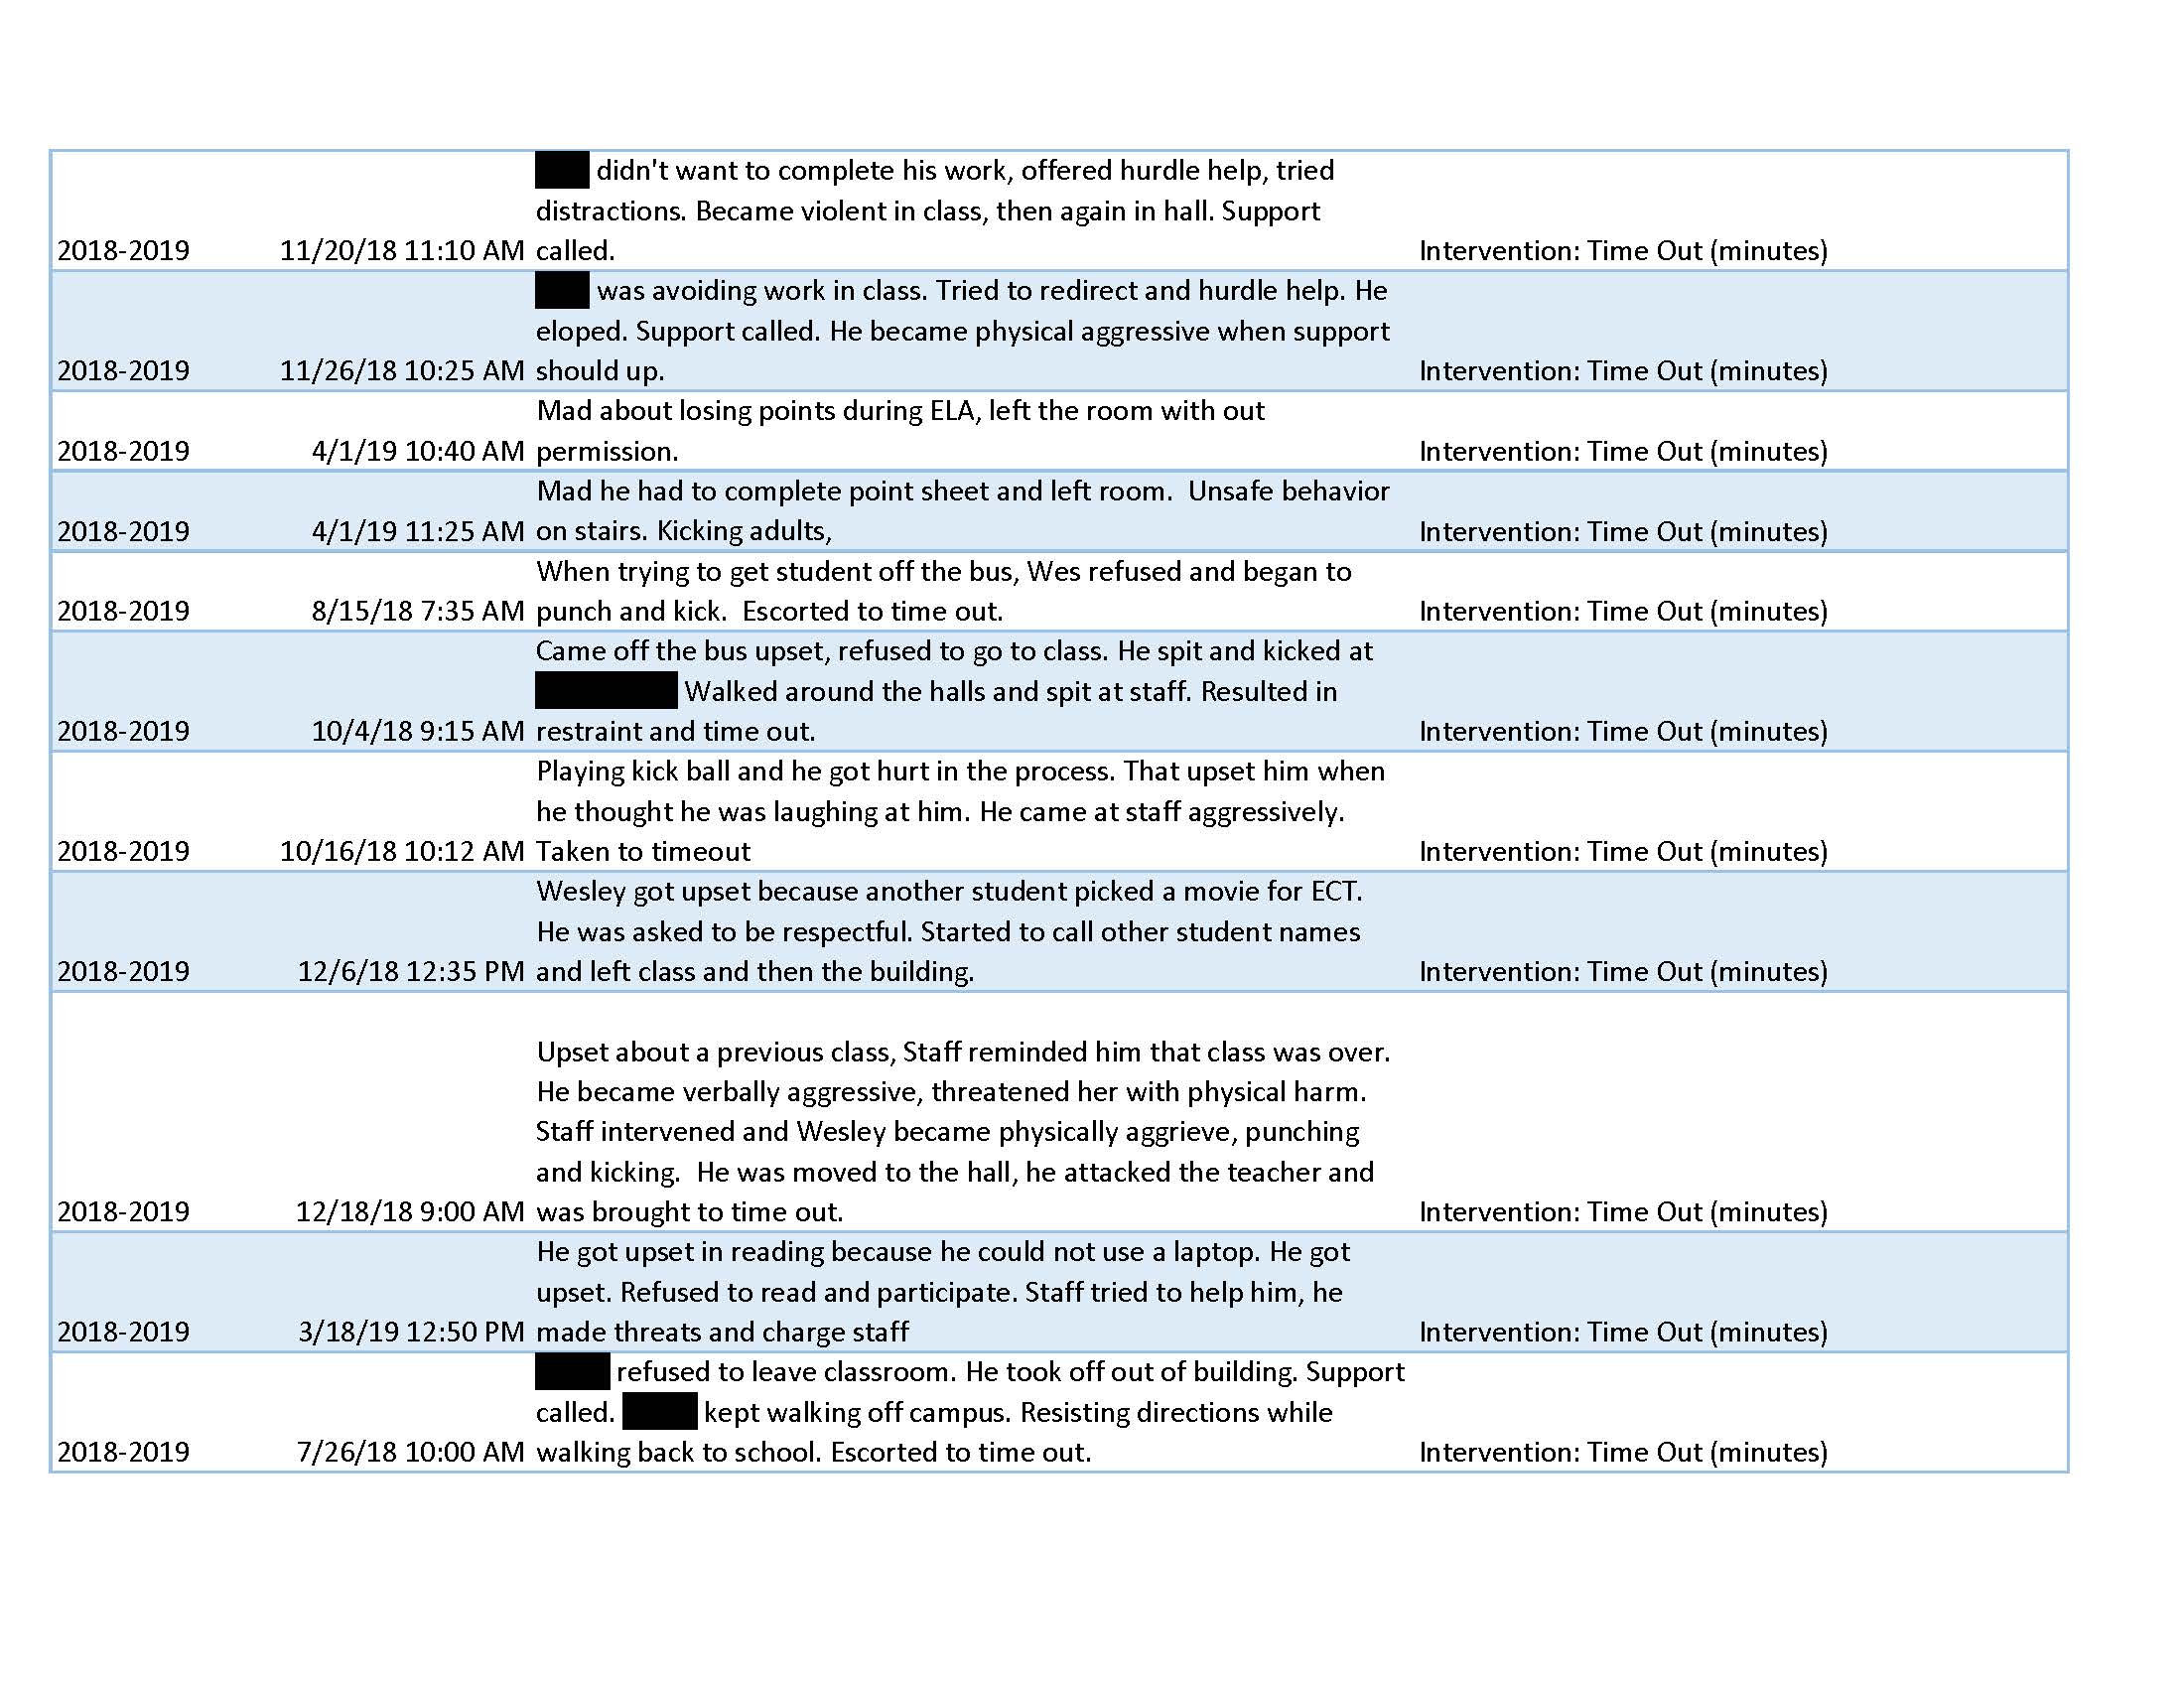 didn't want to complete his work, offered hurdle help, tried
distractions. Became violent in class, then again in hall. Support
2018-2019 11/20/18 11:10 AM called. Intervention: Time Out (minutes)
was avoiding work in class. Tried to redirect and hurdle help. He
eloped. Support called. He became physical aggressive when support
2018-2019 11/26/18 10:25 AM should up. Intervention: Time Out (minutes)
Mad about losing points during ELA, left the room with out
2018-2019 4/1/19 10:40 AM permission. Intervention: Time Out (minutes)
Mad he had to complete point sheet and left room.  Unsafe behavior
2018-2019 4/1/19 11:25 AM on stairs. Kicking adults, Intervention: Time Out (minutes)
When trying to get student off the bus, Wes refused and began to
2018-2019 8/15/18 7:35 AM punch and kick.  Escorted to time out. Intervention: Time Out (minutes)
Came off the bus upset, refused to go to class. He spit and kicked at
Walked around the halls and spit at staff. Resulted in
2018-2019 10/4/18 9:15 AM restraint and time out. Intervention: Time Out (minutes)
Playing kick ball and he got hurt in the process. That upset him when
he thought he was laughing at him. He came at staff aggressively.
2018-2019 10/16/18 10:12 AM Taken to timeout Intervention: Time Out (minutes)
Wesley got upset because another student picked a movie for ECT.
He was asked to be respectful. Started to call other student names
2018-2019 12/6/18 12:35 PM and left class and then the building. Intervention: Time Out (minutes)
Upset about a previous class, Staff reminded him that class was over.
He became verbally aggressive, threatened her with physical harm.
Staff intervened and Wesley became physically aggrieve, punching
and kicking.  He was moved to the hall, he attacked the teacher and
2018-2019 12/18/18 9:00 AM was brought to time out. Intervention: Time Out (minutes)
He got upset in reading because he could not use a laptop. He got
upset. Refused to read and participate. Staff tried to help him, he
2018-2019 3/18/19 12:50 PM made threats and charge staff Intervention: Time Out (minutes)
refused to leave classroom. He took off out of building. Support
called. kept walking off campus. Resisting directions while
2018-2019 7/26/18 10:00 AM walking back to school. Escorted to time out. Intervention: Time Out (minutes)